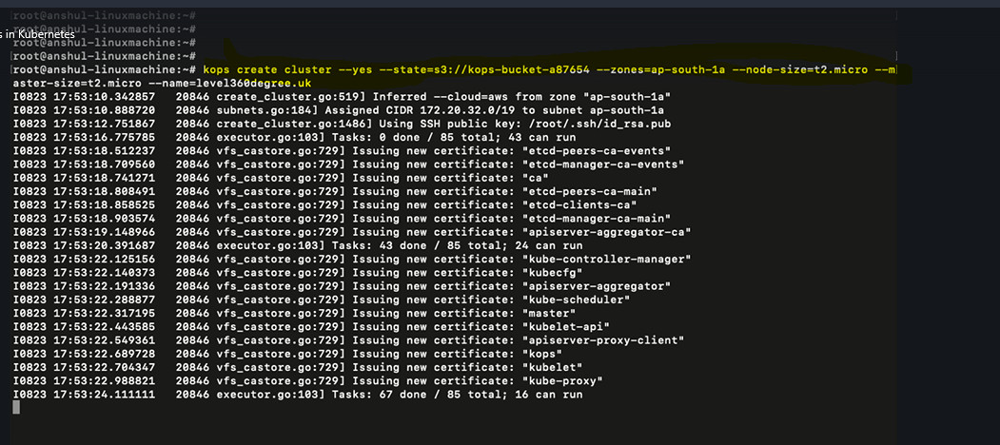 [root@anshul-linuxmachine:~#
[root@anshul-linuxmachine:~#
s in Kubernetes
[root@anshul-linuxmachine:~#
[root@anshul-linuxmachine:~#
[root@anshul-linuxmachine:~# kops create cluster --yes --state=s3://kops-bucket-a87654 --zones=ap-south-1a --node-size=t2.micro --m]
aster-size=t2.micro --name=level360degree.uk
I0823 17:53:10.342857   20846 create_cluster.go:519] Inferred --cloud=aws from zone "ap-south-1a"
I0823 17:53:10.888720   20846 subnets.go:184] Assigned CIDR 172.20.32.0/19 to subnet ap-south-1a
I0823 17:53:12.751867   20846 create_cluster.go:1486] Using SSH public key: /root/.ssh/id_rsa.pub
I0823 17:53:16.775785   20846 executor.go:103] Tasks: 0 done / 85 total; 43 can run
I0823 17:53:18.512237   20846 vfs_castore.go:729] Issuing new certificate: "etcd-peers-ca-events"
I0823 17:53:18.709560   20846 vfs_castore.go:729] Issuing new certificate: "etcd-manager-ca-events"
I0823 17:53:18.741271   20846 vfs_castore.go:729] Issuing new certificate: "ca"
I0823 17:53:18.808491   20846 vfs_castore.go:729] Issuing new certificate: "etcd-peers-ca-main"
I0823 17:53:18.858525   20846 vfs_castore.go:729] Issuing new certificate: "etcd-clients-ca"
I0823 17:53:18.903574   20846 vfs_castore.go:729] Issuing new certificate: "etcd-manager-ca-main"
I0823 17:53:19.148966   20846 vfs_castore.go:729] Issuing new certificate: "apiserver-aggregator-ca"
I0823 17:53:20.391687   20846 executor.go:103] Tasks: 43 done / 85 total; 24 can run
I0823 17:53:22.125156   20846 vfs_castore.go:729] Issuing new certificate: "kube-controller-manager"
I0823 17:53:22.140373   20846 vfs_castore.go:729] Issuing new certificate: "kubecfg"
I0823 17:53:22.191336   20846 vfs_castore.go:729] Issuing new certificate: "apiserver-aggregator"
I0823 17:53:22.288877   20846 vfs_castore.go:729] Issuing new certificate: "kube-scheduler"
I0823 17:53:22.317195   20846 vfs_castore.go:729] Issuing new certificate: "master"
I0823 17:53:22.443585   20846 vfs_castore.go:729] Issuing new certificate: "kubelet-api"
I0823 17:53:22.549361   20846 vfs_castore.go:729] Issuing new certificate: "apiserver-proxy-client"
I0823 17:53:22.689728   20846 vfs_castore.go:729] Issuing new certificate: "kops"
I0823 17:53:22.704347   20846 vfs_castore.go:729] Issuing new certificate: "kubelet"
I0823 17:53:22.988821   20846 vfs_castore.go:729] Issuing new certificate: "kube-proxy"
I0823 17:53:24.111111   20846 executor.go:103] Tasks: 67 done / 85 total; 16 can run